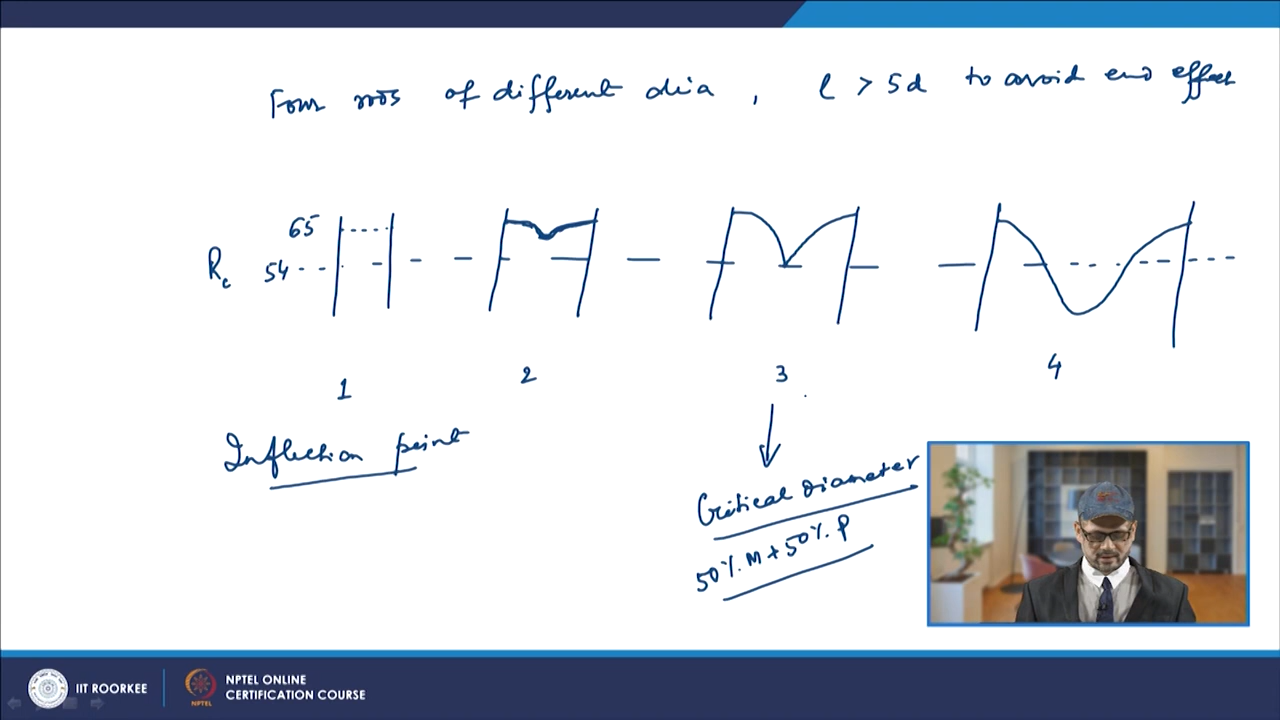 Four rods of different dia , l > 5d to avoid end effect
65
Rc 54
1 2 3 4
Inflection point
Critical Diameter
50%. M + 50%. P
IIT ROORKEE
NPTEL
NPTEL ONLINE
CERTIFICATION COURSE